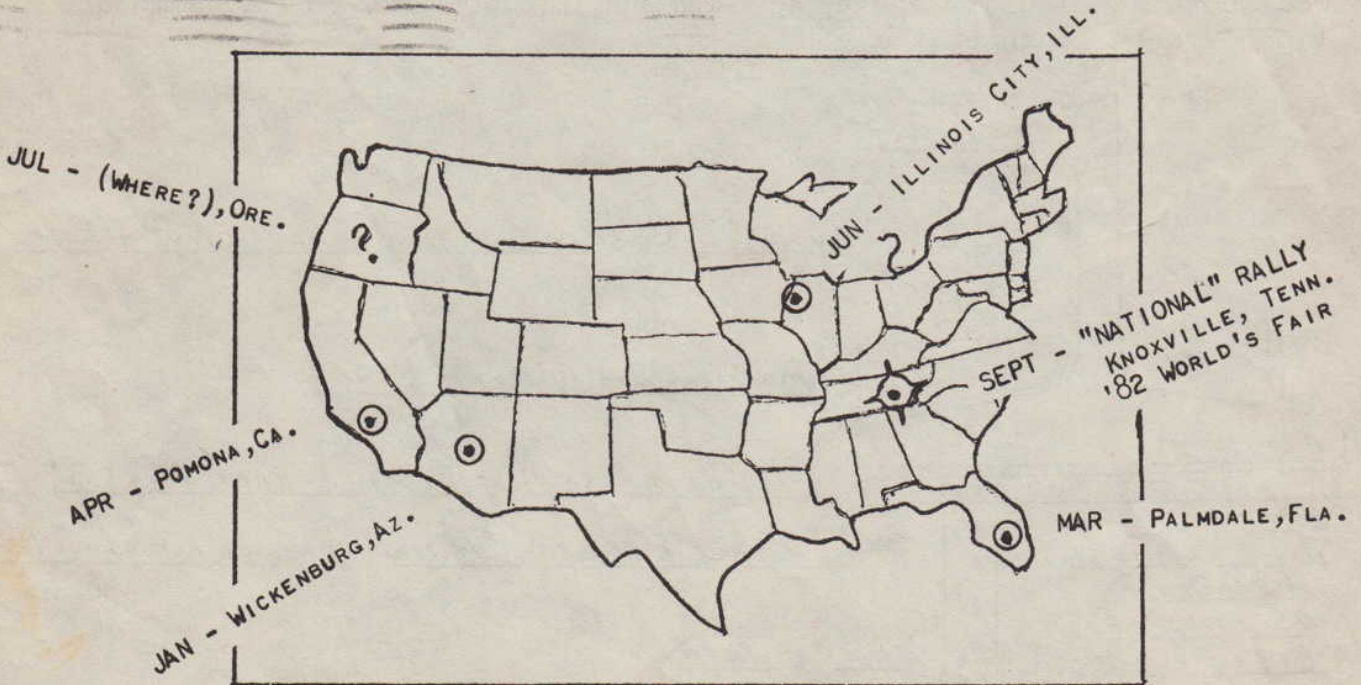 JUN - ILLINOIS CITY, ILL.
JUL - (WHERE?), ORE.
?
"NATIONAL" RALLY
SEPT - KNOXVILLE, TENN.
'82 WORLD'S FAIR
APR - POMONA, CA.
MAR - PALMDALE, FLA.
JAN - WICKENBURG, AZ.